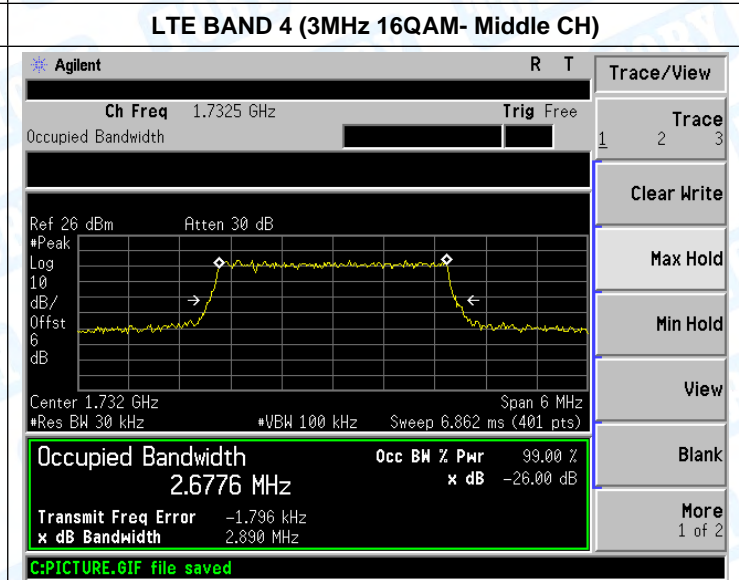 LTE BAND 4 (3MHz 16QAM- Middle CH)
Agilent R T
Trace/View
Ch Freq 1.7325 GHz Trig Free
Occupied Bandwidth
Trace
1 2 3
Clear Write
Ref 26 dBm Atten 30 dB
#Peak
Log
10
dB/
Offst
6
dB
Max Hold
Min Hold
View
Center 1.732 GHz Span 6 MHz
#Res BW 30 kHz #VBW 100 kHz Sweep 6.862 ms (401 pts)
Occupied Bandwidth Occ BW % Pwr 99.00 %
2.6776 MHz x dB -26.00 dB
Blank
Transmit Freq Error -1.796 kHz
x dB Bandwidth 2.890 MHz
More
1 of 2
C:PICTURE.GIF file saved